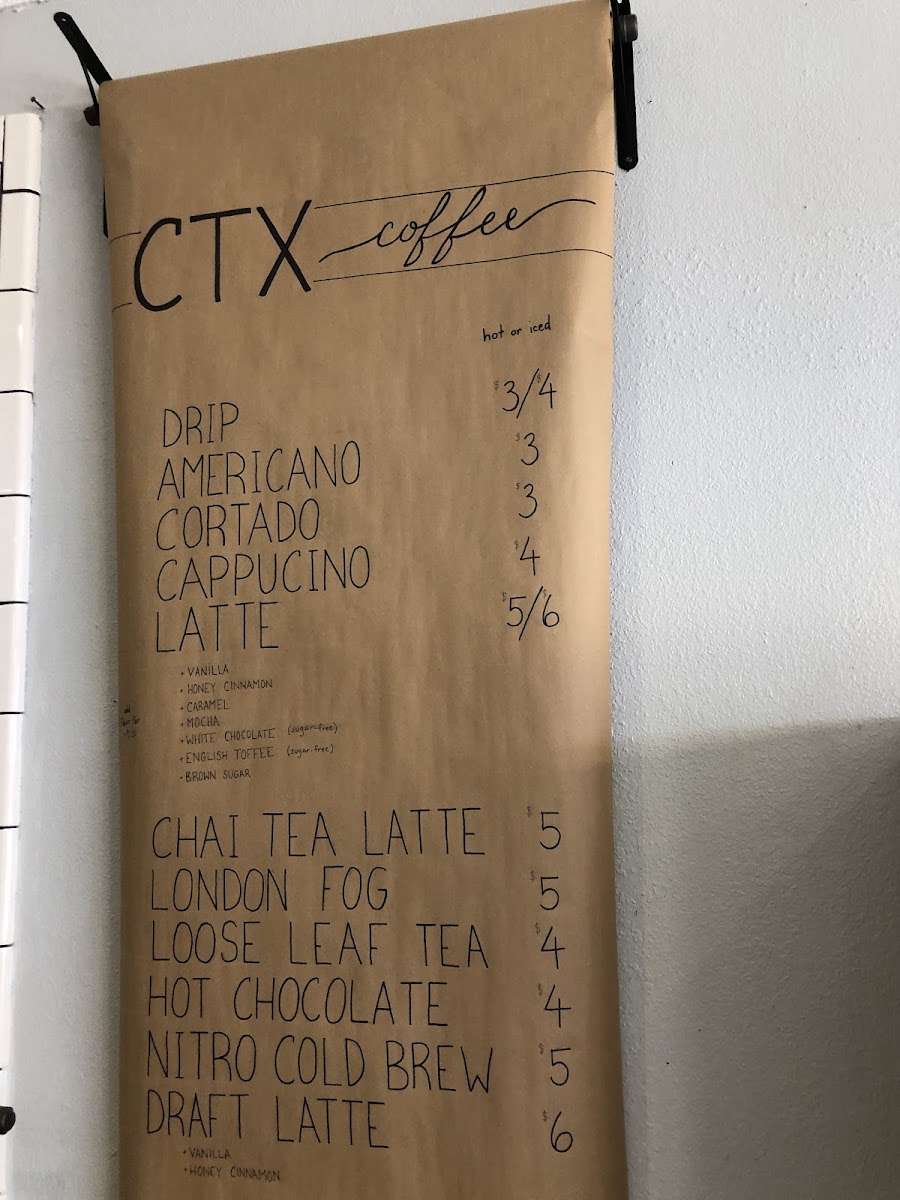 CTX coffee
hot or iced
DRIP $3/$4
AMERICANO $3
CORTADO $3
CAPPUCINO $4
LATTE $5/$6
+ VANILLA
+ HONEY CINNAMON
+ CARAMEL
+ MOCHA
+ WHITE CHOCOLATE (sugar-free)
+ ENGLISH TOFFEE (sugar-free)
- BROWN SUGAR
CHAI TEA LATTE $5
LONDON FOG $5
LOOSE LEAF TEA $4
HOT CHOCOLATE $4
NITRO COLD BREW $5
DRAFT LATTE $6
+ VANILLA
+ HONEY CINNAMON